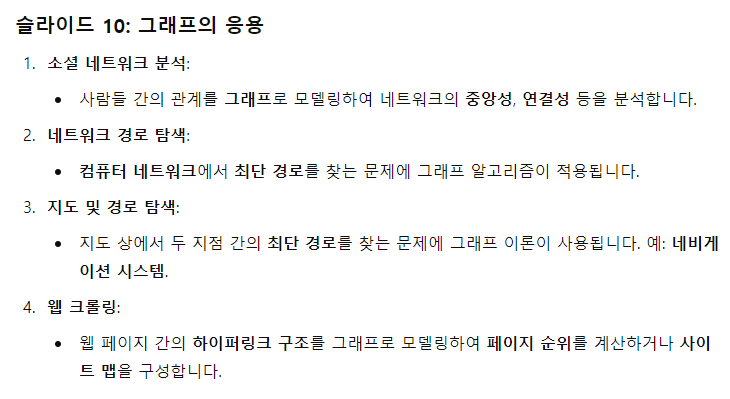 슬라이드 10: 그래프의 응용
1. 소셜 네트워크 분석:
• 사람들 간의 관계를 그래프로 모델링하여 네트워크의 중앙성, 연결성 등을 분석합니다.
2. 네트워크 경로 탐색:
• 컴퓨터 네트워크에서 최단 경로를 찾는 문제에 그래프 알고리즘이 적용됩니다.
3. 지도 및 경로 탐색:
• 지도 상에서 두 지점 간의 최단 경로를 찾는 문제에 그래프 이론이 사용됩니다. 예: 네비게
이션 시스템.
4. 웹 크롤링:
• 웹 페이지 간의 하이퍼링크 구조를 그래프로 모델링하여 페이지 순위를 계산하거나 사이
트 맵을 구성합니다.